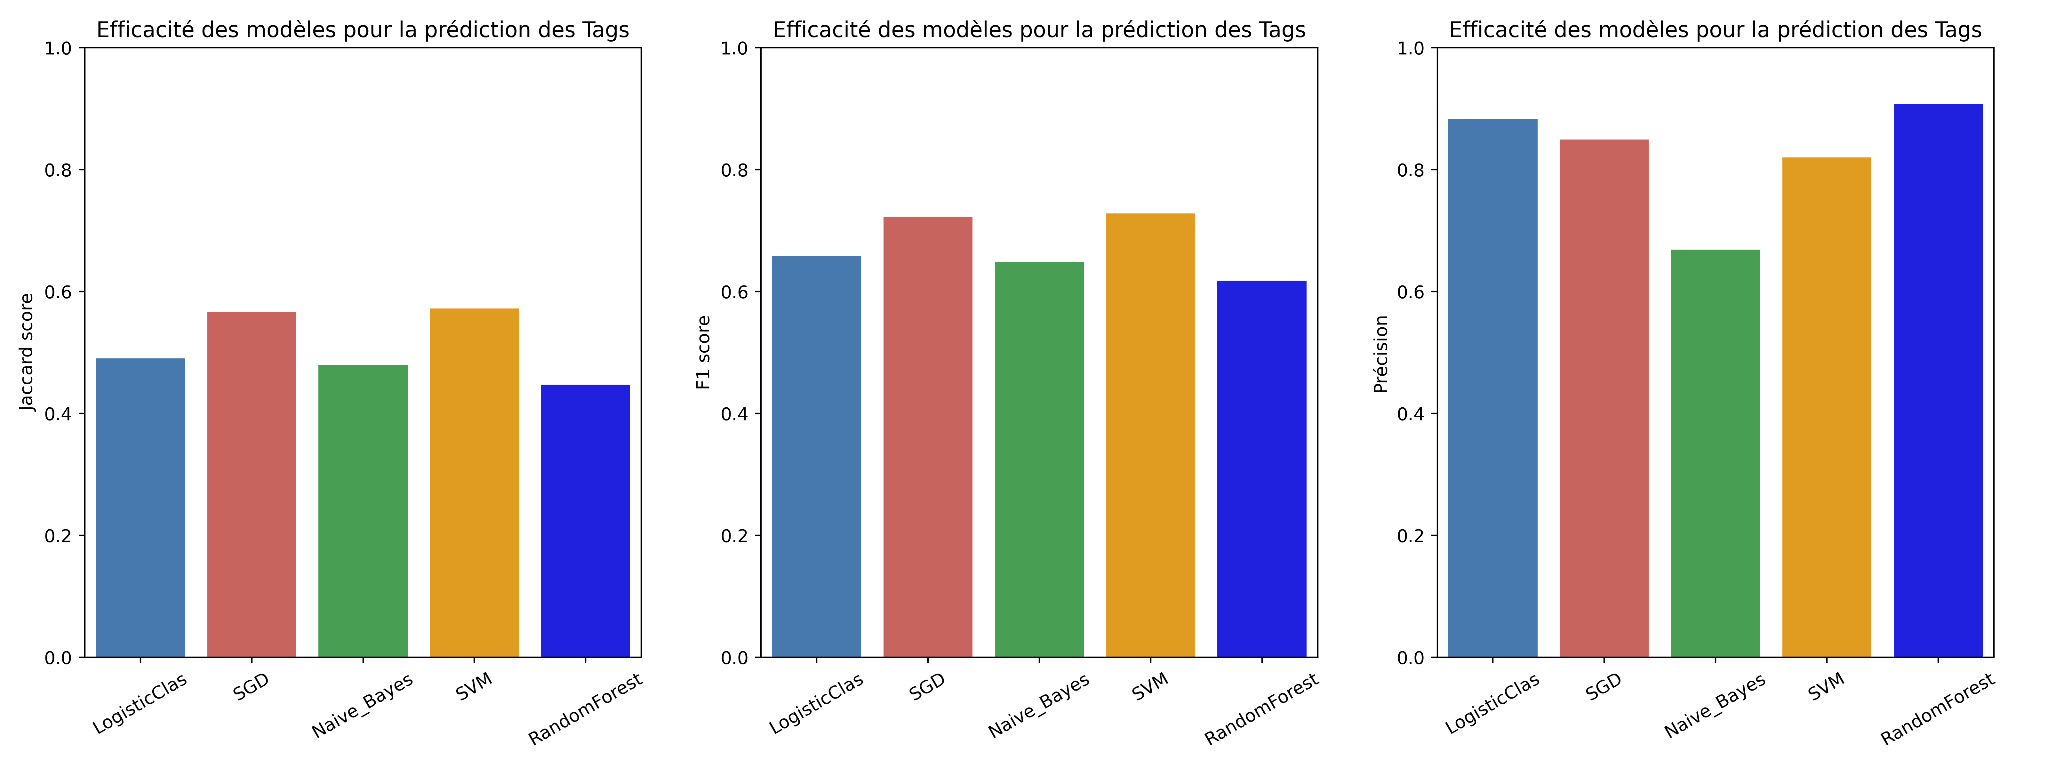 Efficacité des modèles pour la prédiction des Tags
1.0
0.8
0.6
0.4
0.2
0.0
Jaccard score
LogisticClas
SGD
Naive_Bayes
SVM
RandomForest
Efficacité des modèles pour la prédiction des Tags
1.0
0.8
0.6
0.4
0.2
0.0
F1 score
LogisticClas
SGD
Naive_Bayes
SVM
RandomForest
Efficacité des modèles pour la prédiction des Tags
1.0
0.8
0.6
0.4
0.2
0.0
Précision
LogisticClas
SGD
Naive_Bayes
SVM
RandomForest